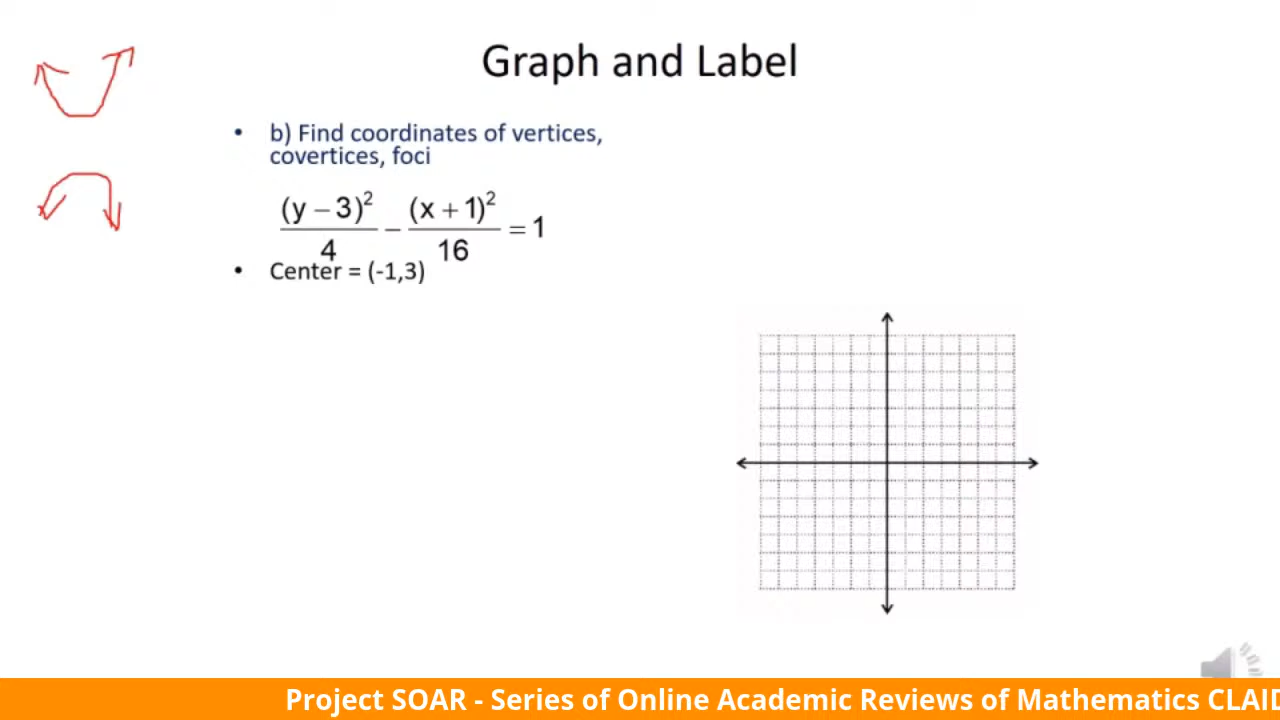 Graph and Label
• b) Find coordinates of vertices,
covertices, foci
(y − 3)² / 4 − (x + 1)² / 16 = 1
• Center = (-1,3)
Project SOAR - Series of Online Academic Reviews of Mathematics CLAID